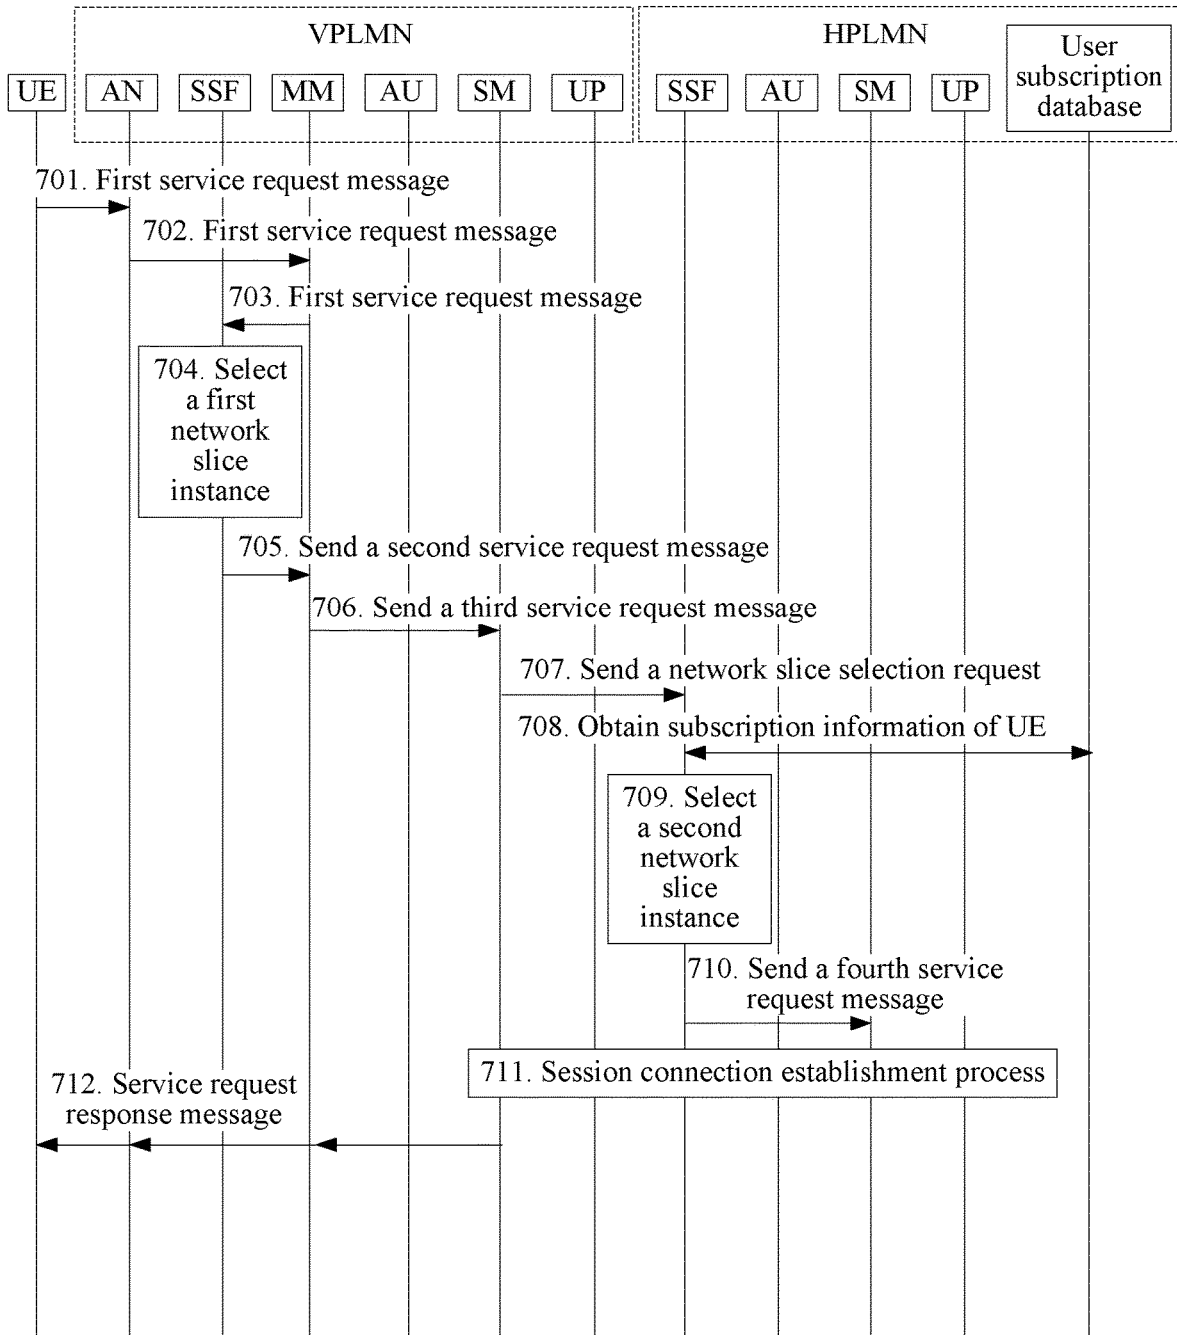 VPLMN
HPLMN
User
subscription
database
UE
AN
SSF
MM
AU
SM
UP
SSF
AU
SM
UP
701. First service request message
702. First service request message
703. First service request message
704. Select
a first
network
slice
instance
705. Send a second service request message
706. Send a third service request message
707. Send a network slice selection request
708. Obtain subscription information of UE
709. Select
a second
network
slice
instance
710. Send a fourth service
request message
711. Session connection establishment process
712. Service request
response message